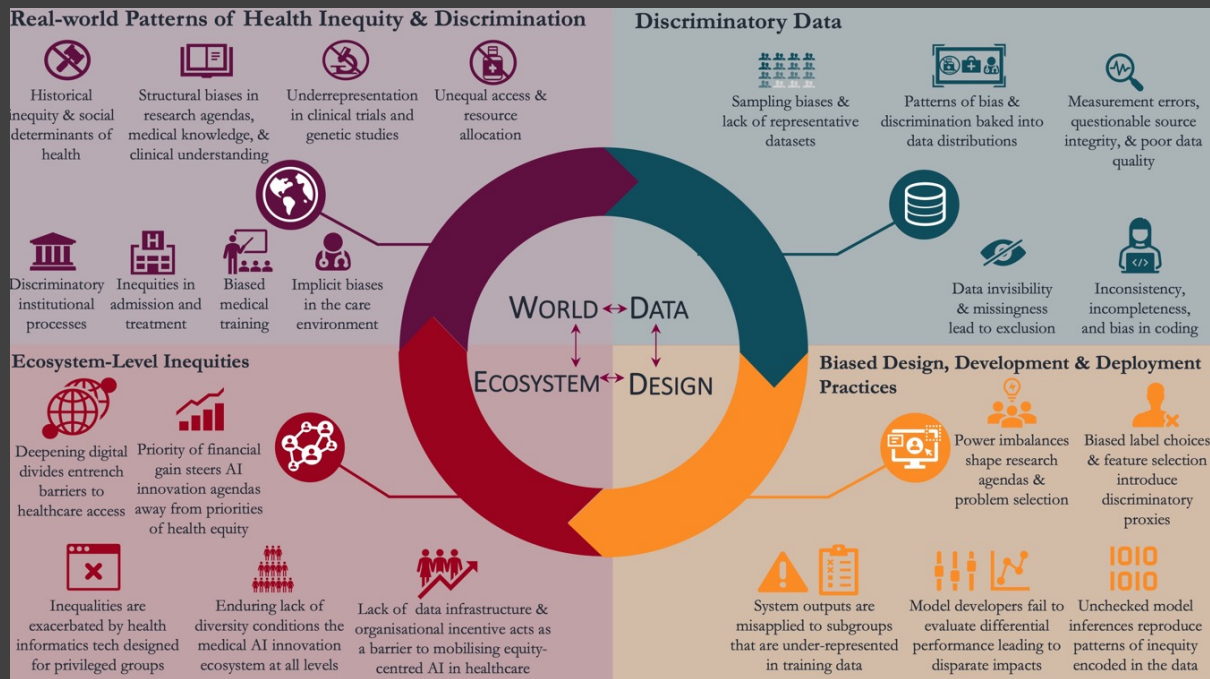 Real-world Patterns of Health Inequity & Discrimination
Historical
inequity & social
determinants of
health
Structural biases in
research agendas,
medical knowledge, &
clinical understanding
Underrepresentation
in clinical trials and
genetic studies
Unequal access &
resource
allocation
Discriminatory
institutional
processes
H
Inequities in
admission and
treatment
Biased
medical
training
Implicit biases
in the care
environment
Discriminatory Data
Sampling biases &
lack of representative
datasets
Patterns of bias &
discrimination baked into
data distributions
Measurement errors,
questionable source
integrity, & poor data
quality
Data invisibility
& missingness
lead to exclusion
</>
Inconsistency,
incompleteness,
and bias in coding
WORLD DATA
ECOSYSTEM DESIGN
Ecosystem-Level Inequities
Deepening digital
divides entrench
barriers to
healthcare access
Priority of financial
gain steers AI
innovation agendas
away from priorities
of health equity
Inequalities are
exacerbated by health
informatics tech designed
for privileged groups
Enduring lack of
diversity conditions the
medical AI innovation
ecosystem at all levels
Lack of data infrastructure &
organisational incentive acts as
a barrier to mobilising equity-
centred AI in healthcare
Biased Design, Development & Deployment
Practices
Power imbalances
shape research
agendas &
problem selection
Biased label choices
& feature selection
introduce
discriminatory
proxies
System outputs are
misapplied to subgroups
that are under-represented
in training data
Model developers fail to
evaluate differential
performance leading to
disparate impacts
1010
1010
Unchecked model
inferences reproduce
patterns of inequity
encoded in the data